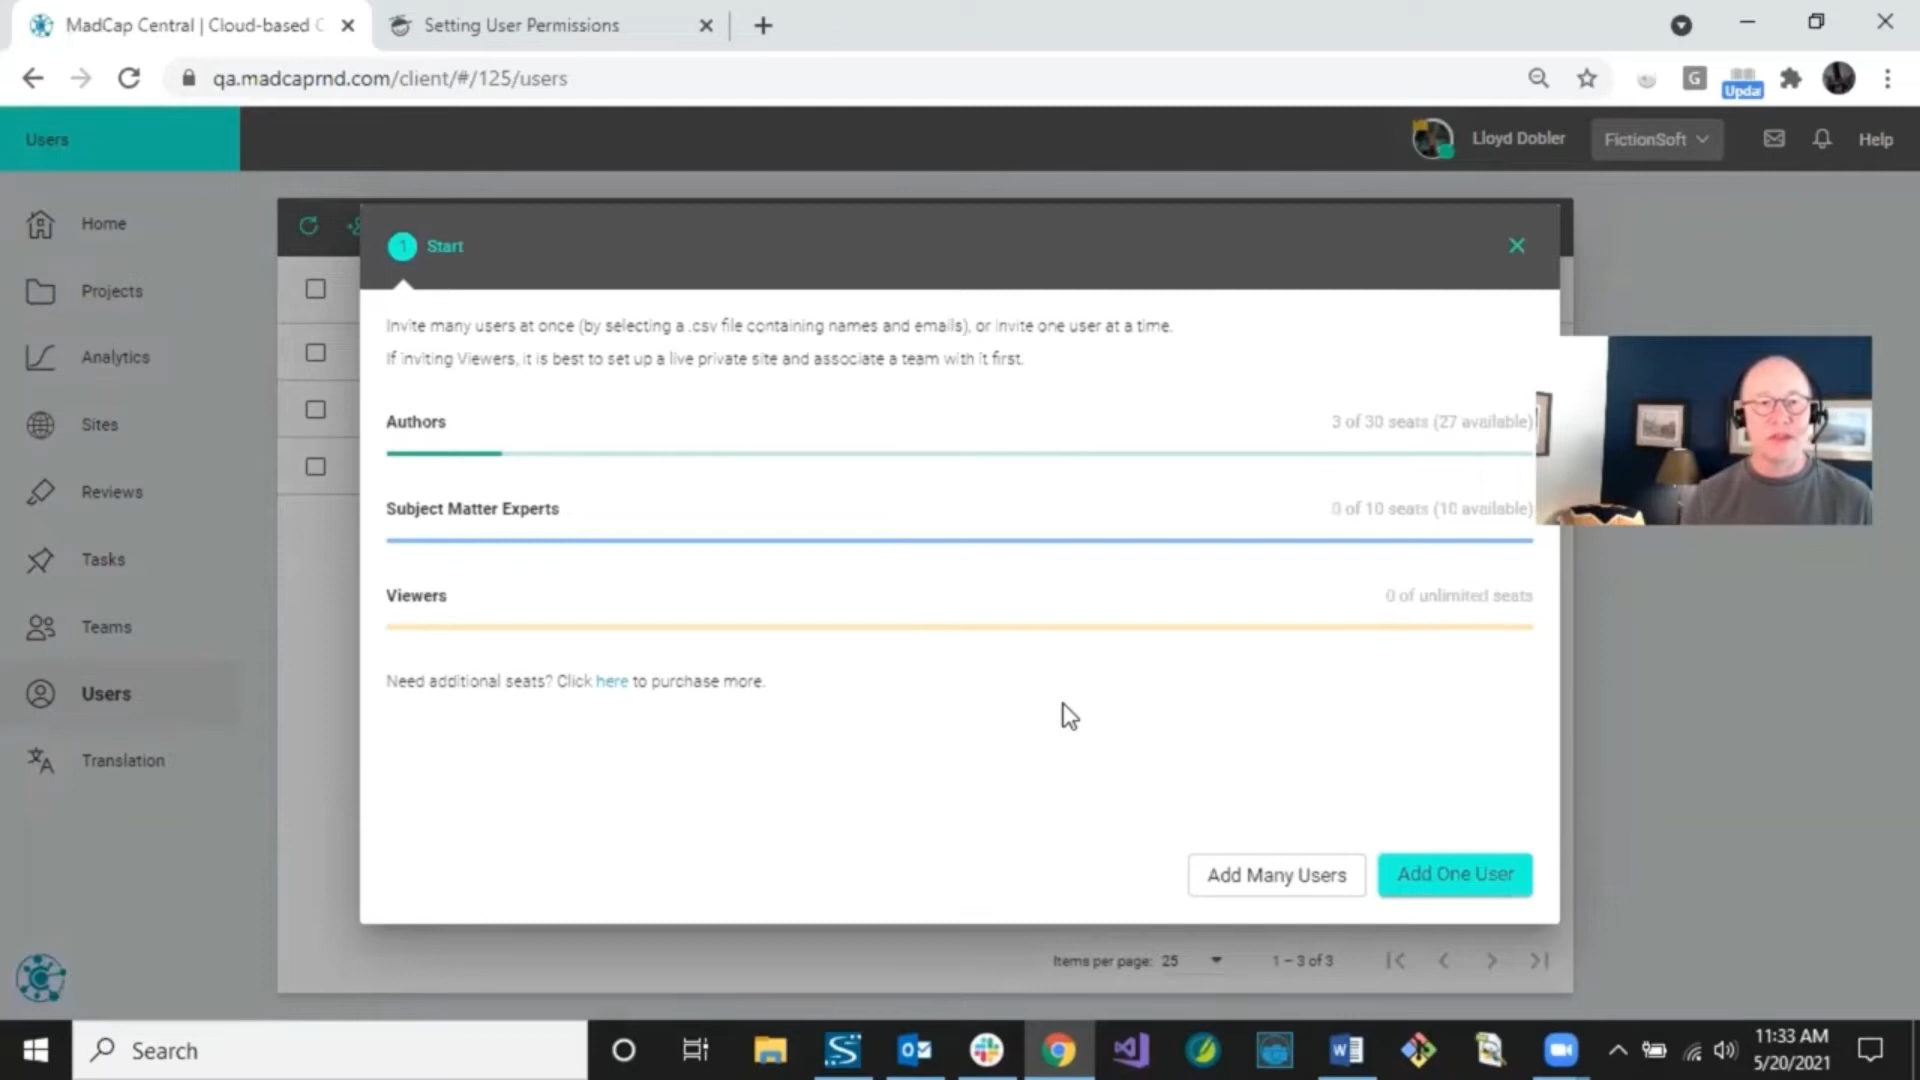 MadCap Central | Cloud-based C
Setting User Permissions
qa.madcaprnd.com/client/#/125/users
G
Updat
Users
Lloyd Dobler
FictionSoft
Help
Home
Projects
Analytics
Sites
Reviews
Tasks
Teams
Users
Translation
1 Start
Invite many users at once (by selecting a .csv file containing names and emails), or invite one user at a time.
If inviting Viewers, it is best to set up a live private site and associate a team with it first.
Authors
3 of 30 seats (27 available)
Subject Matter Experts
0 of 10 seats (10 available)
Viewers
0 of unlimited seats
Need additional seats? Click here to purchase more.
Add Many Users
Add One User
Items per page: 25
1 – 3 of 3
Search
11:33 AM
5/20/2021